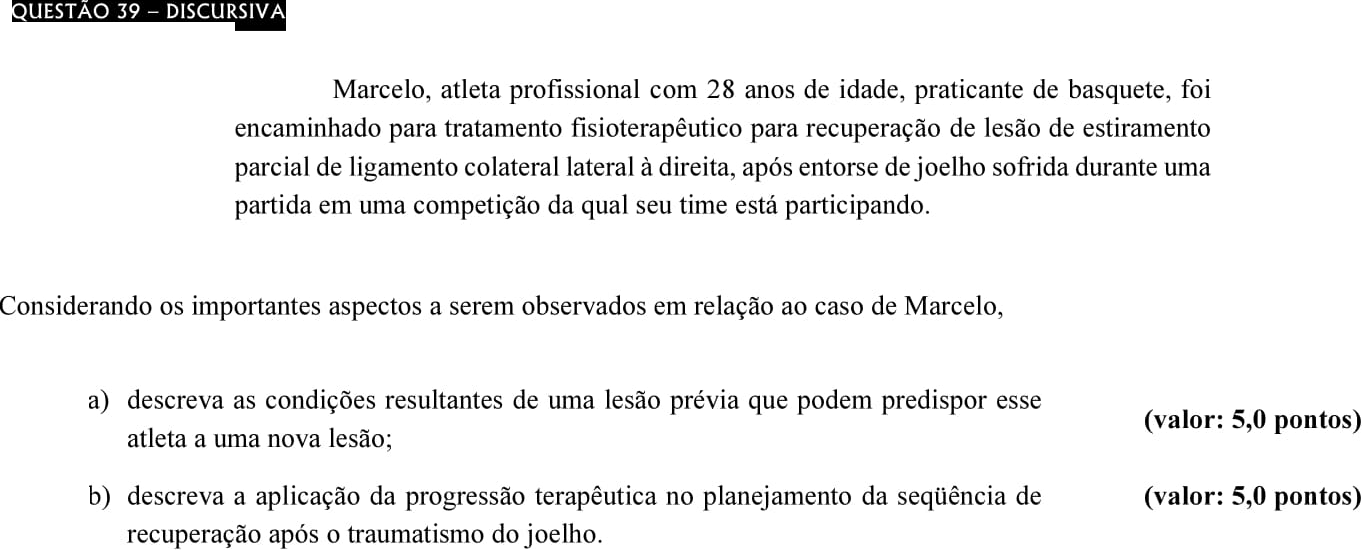 QUESTÃO 39 – DISCURSIVA
Marcelo, atleta profissional com 28 anos de idade, praticante de basquete, foi
encaminhado para tratamento fisioterapêutico para recuperação de lesão de estiramento
parcial de ligamento colateral lateral à direita, após entorse de joelho sofrida durante uma
partida em uma competição da qual seu time está participando.
Considerando os importantes aspectos a serem observados em relação ao caso de Marcelo,
a) descreva as condições resultantes de uma lesão prévia que podem predispor esse
atleta a uma nova lesão;
(valor: 5,0 pontos)
b) descreva a aplicação da progressão terapêutica no planejamento da seqüência de
recuperação após o traumatismo do joelho.
(valor: 5,0 pontos)